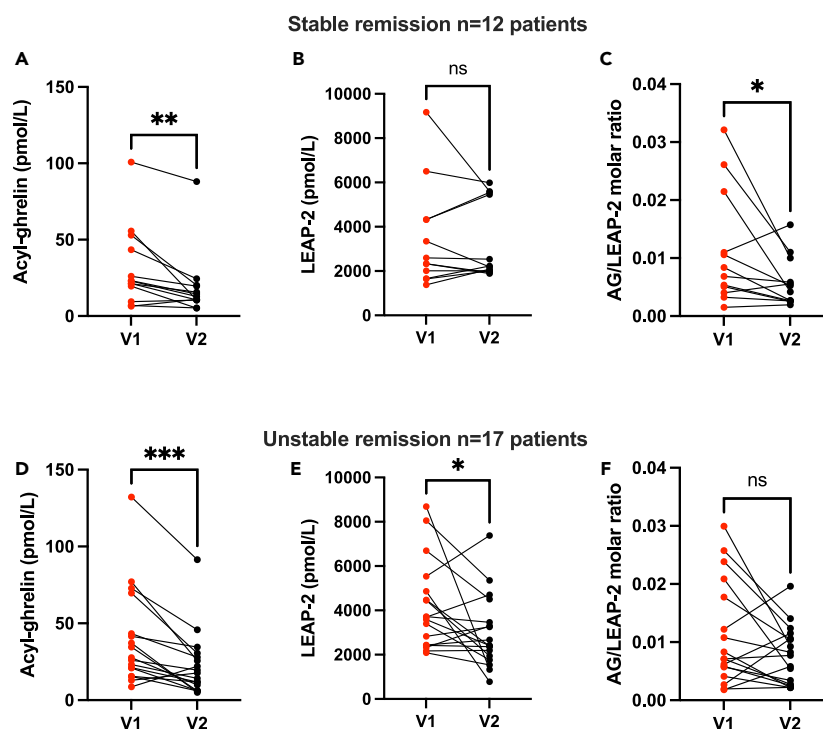 Stable remission n=12 patients
A
Acyl-ghrelin (pmol/L)
150
100
50
0
**
V1 V2
B
LEAP-2 (pmol/L)
10000
8000
6000
4000
2000
0
ns
V1 V2
C
AG/LEAP-2 molar ratio
0.04
0.03
0.02
0.01
0.00
*
V1 V2
Unstable remission n=17 patients
D
Acyl-ghrelin (pmol/L)
150
100
50
0
***
V1 V2
E
LEAP-2 (pmol/L)
10000
8000
6000
4000
2000
0
*
V1 V2
F
AG/LEAP-2 molar ratio
0.04
0.03
0.02
0.01
0.00
ns
V1 V2